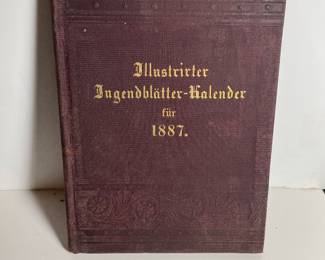 Illustrirter
Jugendblätter-Kalender
für
1887.